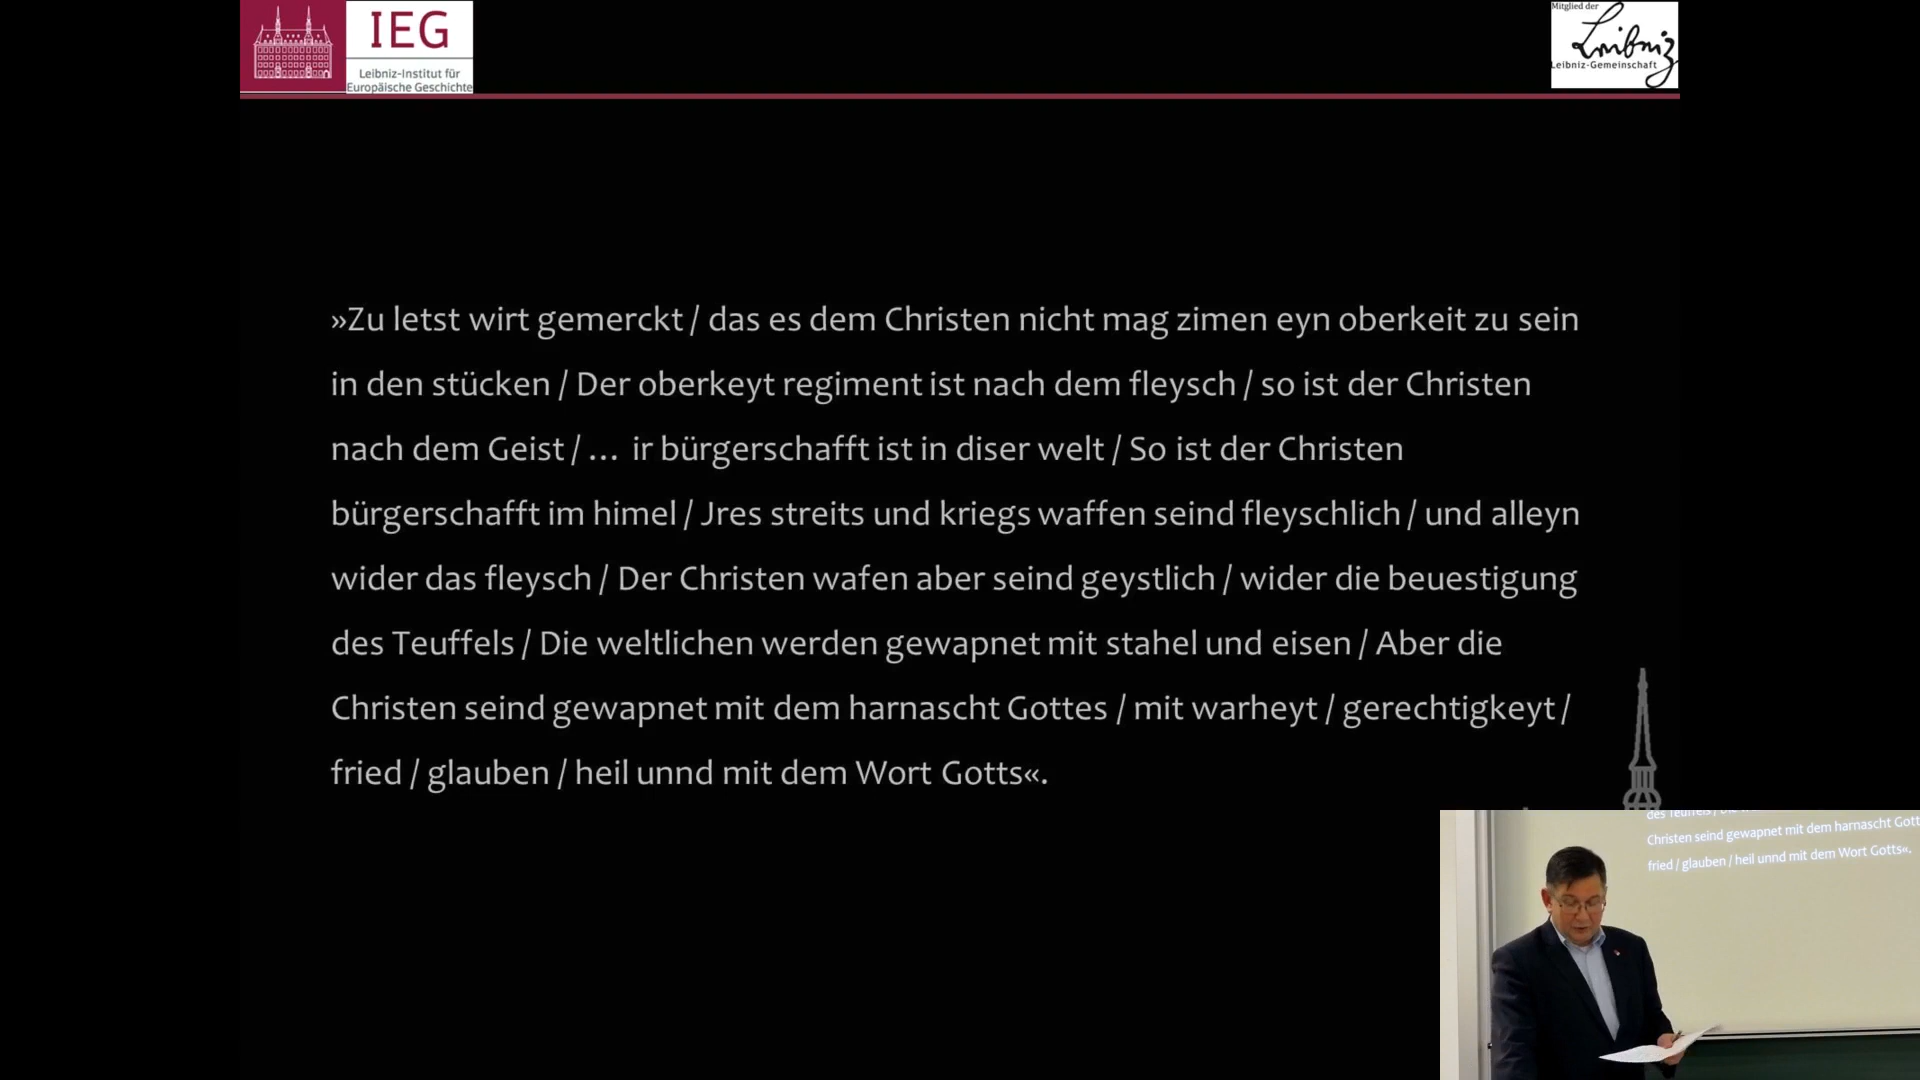 IEG
Leibniz-Institut für
Europäische Geschichte
Mitglied der
Leibniz
Leibniz-Gemeinschaft
»Zu letst wirt gemerckt / das es dem Christen nicht mag zimen eyn oberkeit zu sein
in den stücken / Der oberkeyt regiment ist nach dem fleysch / so ist der Christen
nach dem Geist / … ir bürgerschafft ist in diser welt / So ist der Christen
bürgerschafft im himel / Jres streits und kriegs waffen seind fleyschlich / und alleyn
wider das fleysch / Der Christen wafen aber seind geystlich / wider die beuestigung
des Teuffels / Die weltlichen werden gewapnet mit stahel und eisen / Aber die
Christen seind gewapnet mit dem harnascht Gottes / mit warheyt / gerechtigkeyt /
fried / glauben / heil unnd mit dem Wort Gotts«.
des Teuffels /
Christen seind gewapnet mit dem harnascht Gott
fried / glauben / heil unnd mit dem Wort Gotts«.